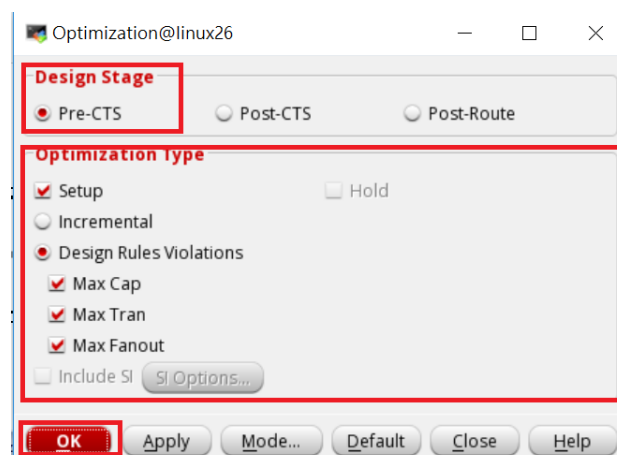 Optimization@linux26
Design Stage
Pre-CTS Post-CTS Post-Route
Optimization Type
Setup Hold
Incremental
Design Rules Violations
Max Cap
Max Tran
Max Fanout
Include SI SI Options...
OK Apply Mode... Default Close Help